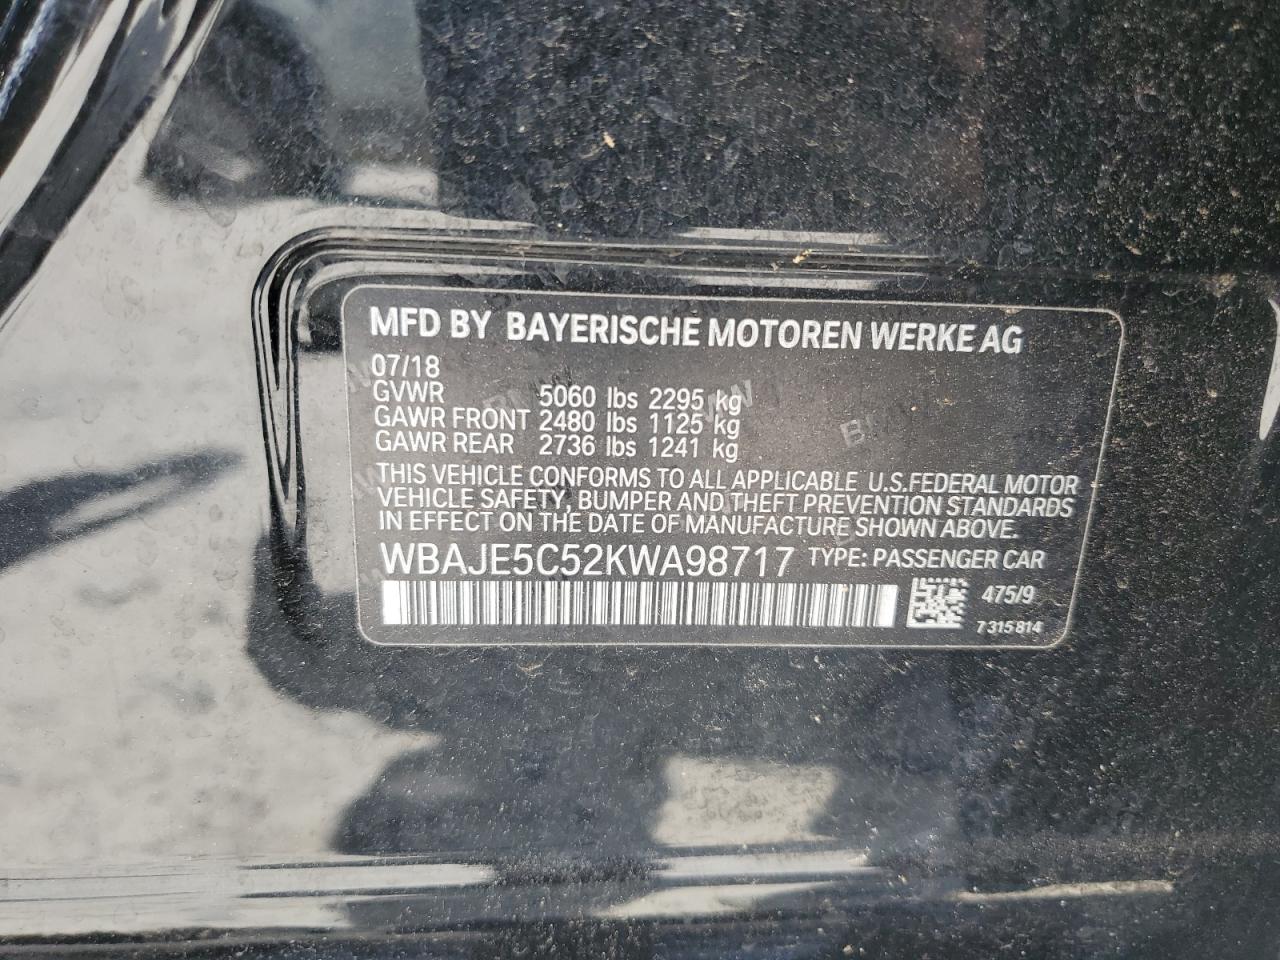 MFD BY BAYERISCHE MOTOREN WERKE AG
07/18
GVWR 5060 lbs 2295 kg
GAWR FRONT 2480 lbs 1125 kg
GAWR REAR 2736 lbs 1241 kg
THIS VEHICLE CONFORMS TO ALL APPLICABLE U.S.FEDERAL MOTOR
VEHICLE SAFETY, BUMPER AND THEFT PREVENTION STANDARDS
IN EFFECT ON THE DATE OF MANUFACTURE SHOWN ABOVE.
WBAJE5C52KWA98717 TYPE: PASSENGER CAR
475/9
7315814